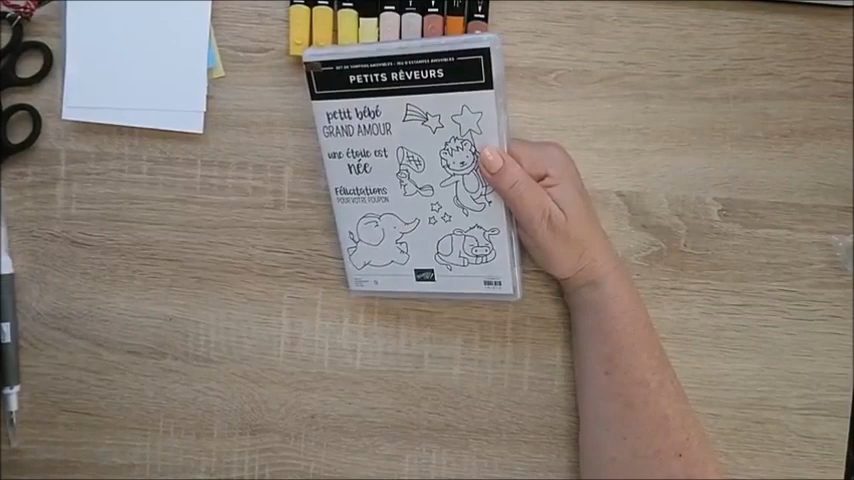 PETITS RÊVEURS
petit bébé
GRAND AMOUR
une étoile est
née
Félicitations
POUR VOTRE POUPON